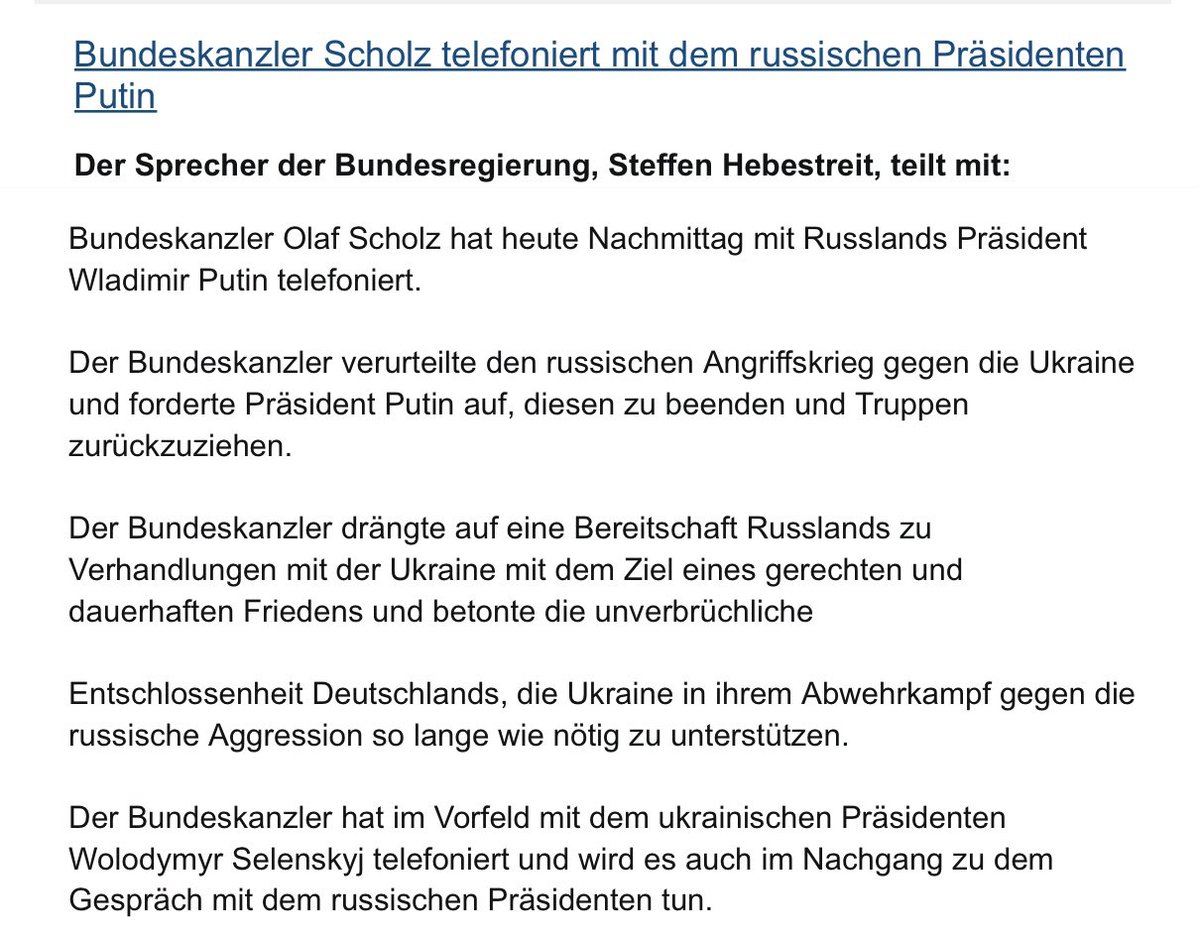 Bundeskanzler Scholz telefoniert mit dem russischen Präsidenten
Putin
Der Sprecher der Bundesregierung, Steffen Hebestreit, teilt mit:
Bundeskanzler Olaf Scholz hat heute Nachmittag mit Russlands Präsident
Wladimir Putin telefoniert.
Der Bundeskanzler verurteilte den russischen Angriffskrieg gegen die Ukraine
und forderte Präsident Putin auf, diesen zu beenden und Truppen
zurückzuziehen.
Der Bundeskanzler drängte auf eine Bereitschaft Russlands zu
Verhandlungen mit der Ukraine mit dem Ziel eines gerechten und
dauerhaften Friedens und betonte die unverbrüchliche
Entschlossenheit Deutschlands, die Ukraine in ihrem Abwehrkampf gegen die
russische Aggression so lange wie nötig zu unterstützen.
Der Bundeskanzler hat im Vorfeld mit dem ukrainischen Präsidenten
Wolodymyr Selenskyj telefoniert und wird es auch im Nachgang zu dem
Gespräch mit dem russischen Präsidenten tun.